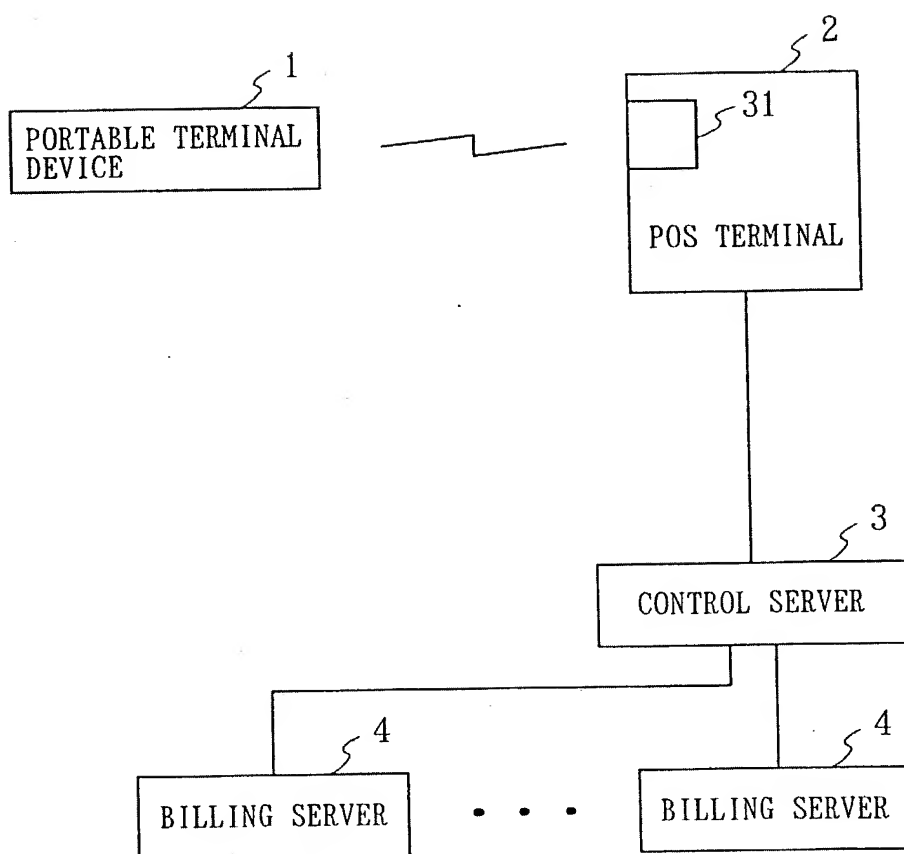 1
2
PORTABLE TERMINAL
DEVICE
31
POS TERMINAL
3
CONTROL SERVER
4
4
BILLING SERVER
BILLING SERVER